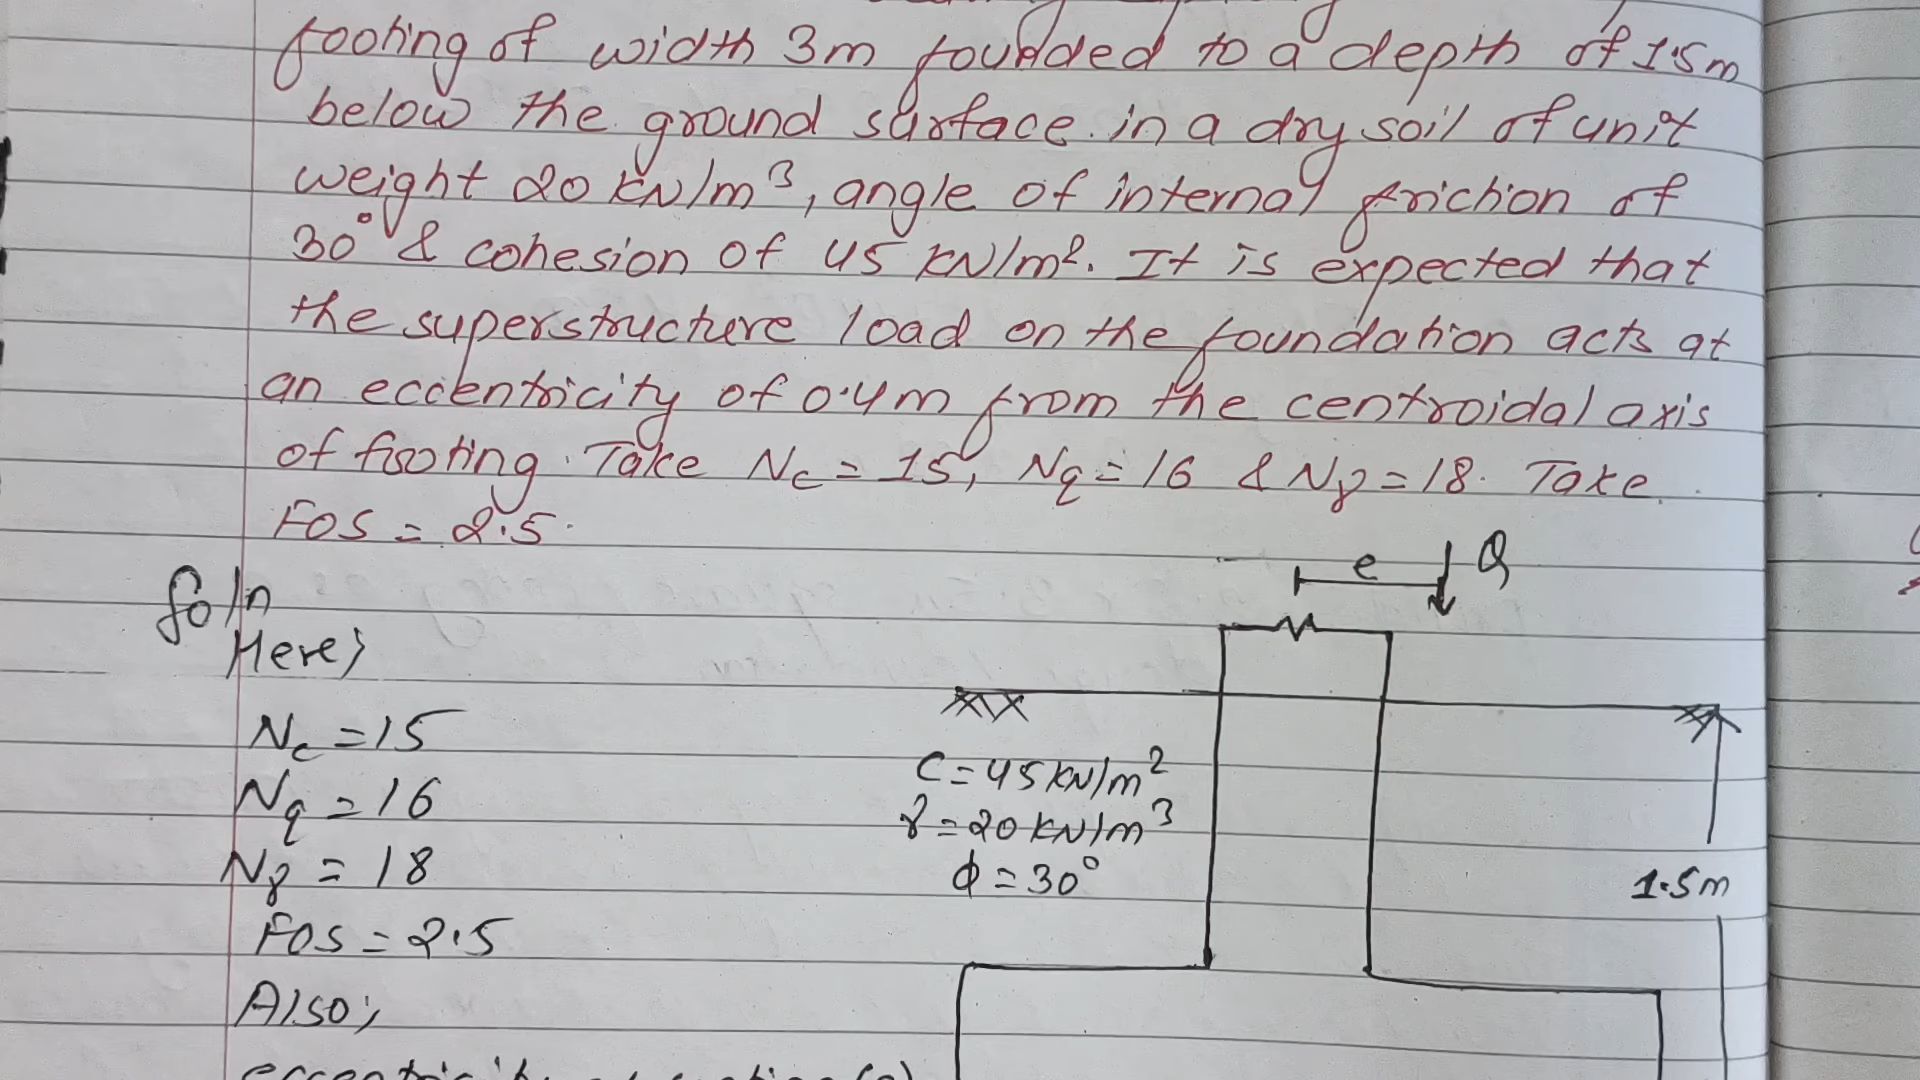 footing of width 3m founded to a depth of 1.5m
below the ground surface in a dry soil of unit
weight 20 KN/m³, angle of internal friction of
30° & cohesion of 45 KN/m². It is expected that
the superstructure load on the foundation acts at
an eccentricity of 0.4m from the centroidal axis
of footing. Take Nc = 15, Nq = 16 & Nγ = 18. Take
FOS = 2.5.
Soln
Here;
Nc = 15
Nq = 16
Nγ = 18
FOS = 2.5
Also;
e
Q
C = 45 KN/m²
γ = 20 KN/m³
φ = 30°
1.5m